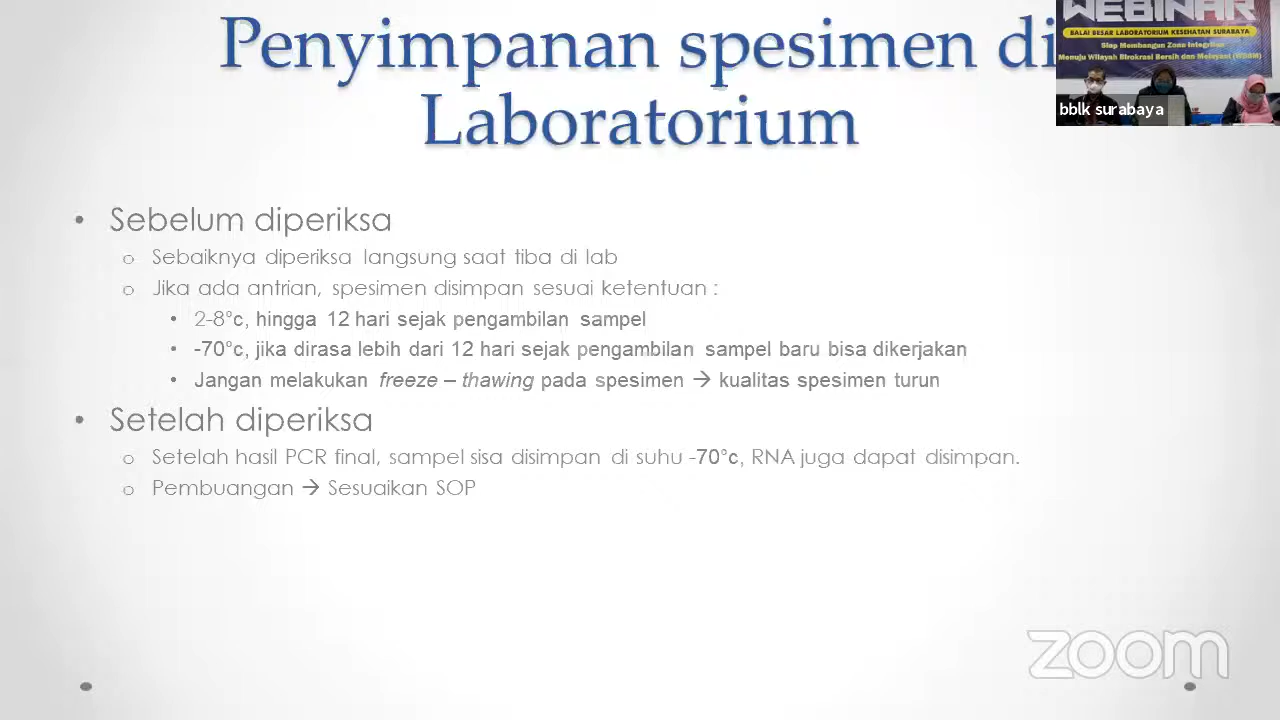 Penyimpanan spesimen di
Laboratorium
WEBINAR
BALAI BESAR LABORATORIUM KESEHATAN SURABAYA
Siap Membangun Zona Integritas
Menuju Wilayah Birokrasi Bersih dan Melayani (WBBM)
bblk surabaya
• Sebelum diperiksa
o Sebaiknya diperiksa langsung saat tiba di lab
o Jika ada antrian, spesimen disimpan sesuai ketentuan :
• 2-8°c, hingga 12 hari sejak pengambilan sampel
• -70°c, jika dirasa lebih dari 12 hari sejak pengambilan sampel baru bisa dikerjakan
• Jangan melakukan freeze – thawing pada spesimen → kualitas spesimen turun
• Setelah diperiksa
o Setelah hasil PCR final, sampel sisa disimpan di suhu -70°c, RNA juga dapat disimpan.
o Pembuangan → Sesuaikan SOP
zoom